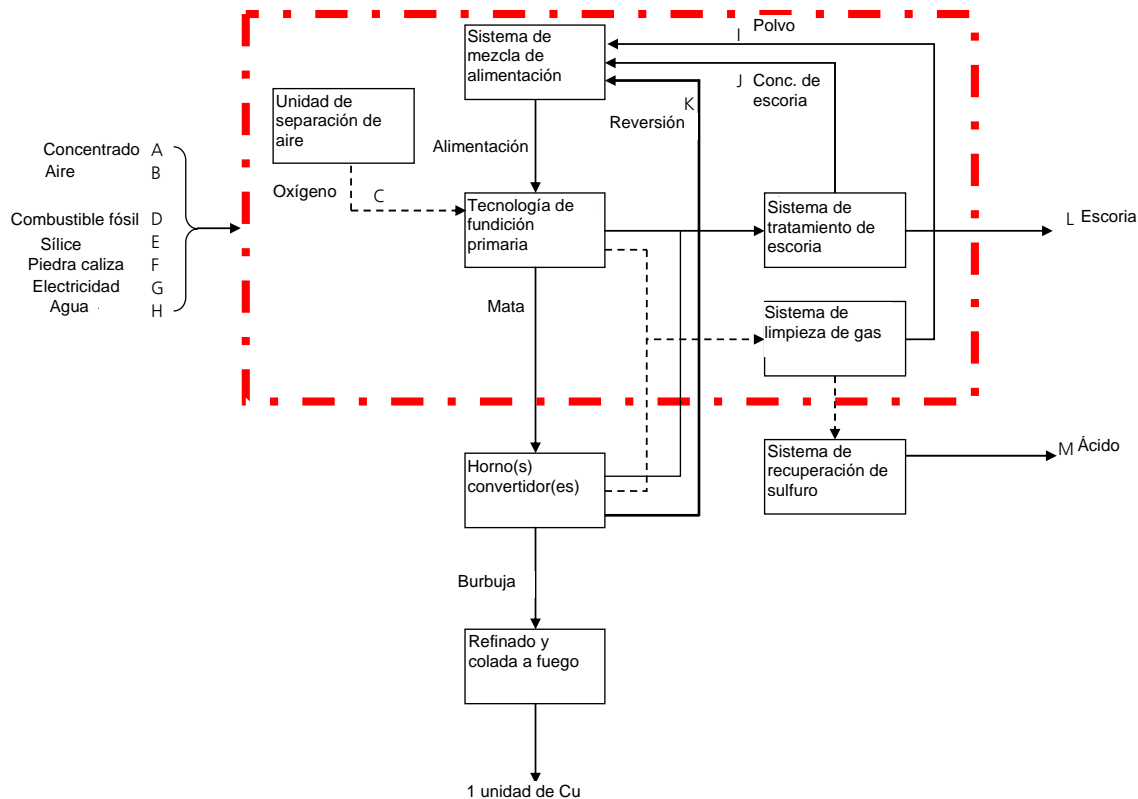 Sistema de
mezcla de
alimentación
I
Polvo
J
Conc. de
escoria
K
Reversión
Unidad de
separación de
aire
Alimentación
Oxígeno
C
Concentrado A
Aire B
Combustible fósil D
Sílice E
Piedra caliza F
Electricidad G
Agua H
Tecnología de
fundición
primaria
Sistema de
tratamiento de
escoria
L Escoria
Mata
Sistema de
limpieza de gas
Horno(s)
convertidor(es)
Sistema de
recuperación de
sulfuro
M Ácido
Burbuja
Refinado y
colada a fuego
1 unidad de Cu